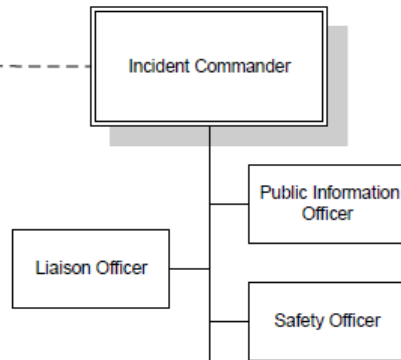 Incident Commander
Public Information
Officer
Liaison Officer
Safety Officer